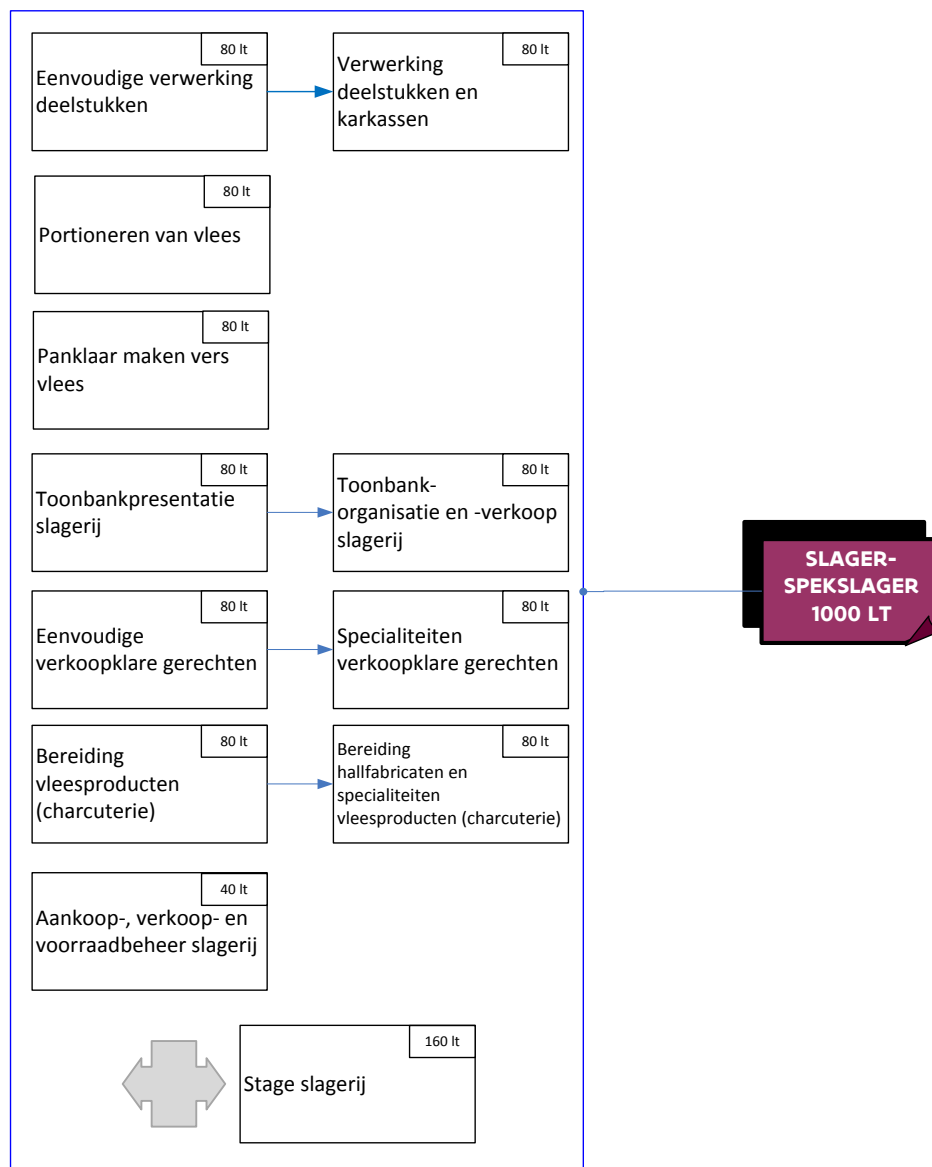 80 lt
Eenvoudige verwerking
deelstukken
80 lt
Verwerking
deelstukken en
karkassen
80 lt
Portioneren van vlees
80 lt
Panklaar maken vers
vlees
80 lt
Toonbankpresentatie
slagerij
80 lt
Toonbank-
organisatie en -verkoop
slagerij
80 lt
Eenvoudige
verkoopklare gerechten
80 lt
Specialiteiten
verkoopklare gerechten
80 lt
Bereiding
vleesproducten
(charcuterie)
80 lt
Bereiding
hallfabricaten en
specialiteiten
vleesproducten (charcuterie)
40 lt
Aankoop-, verkoop- en
voorraadbeheer slagerij
160 lt
Stage slagerij
SLAGER-
SPEKSLAGER
1000 LT